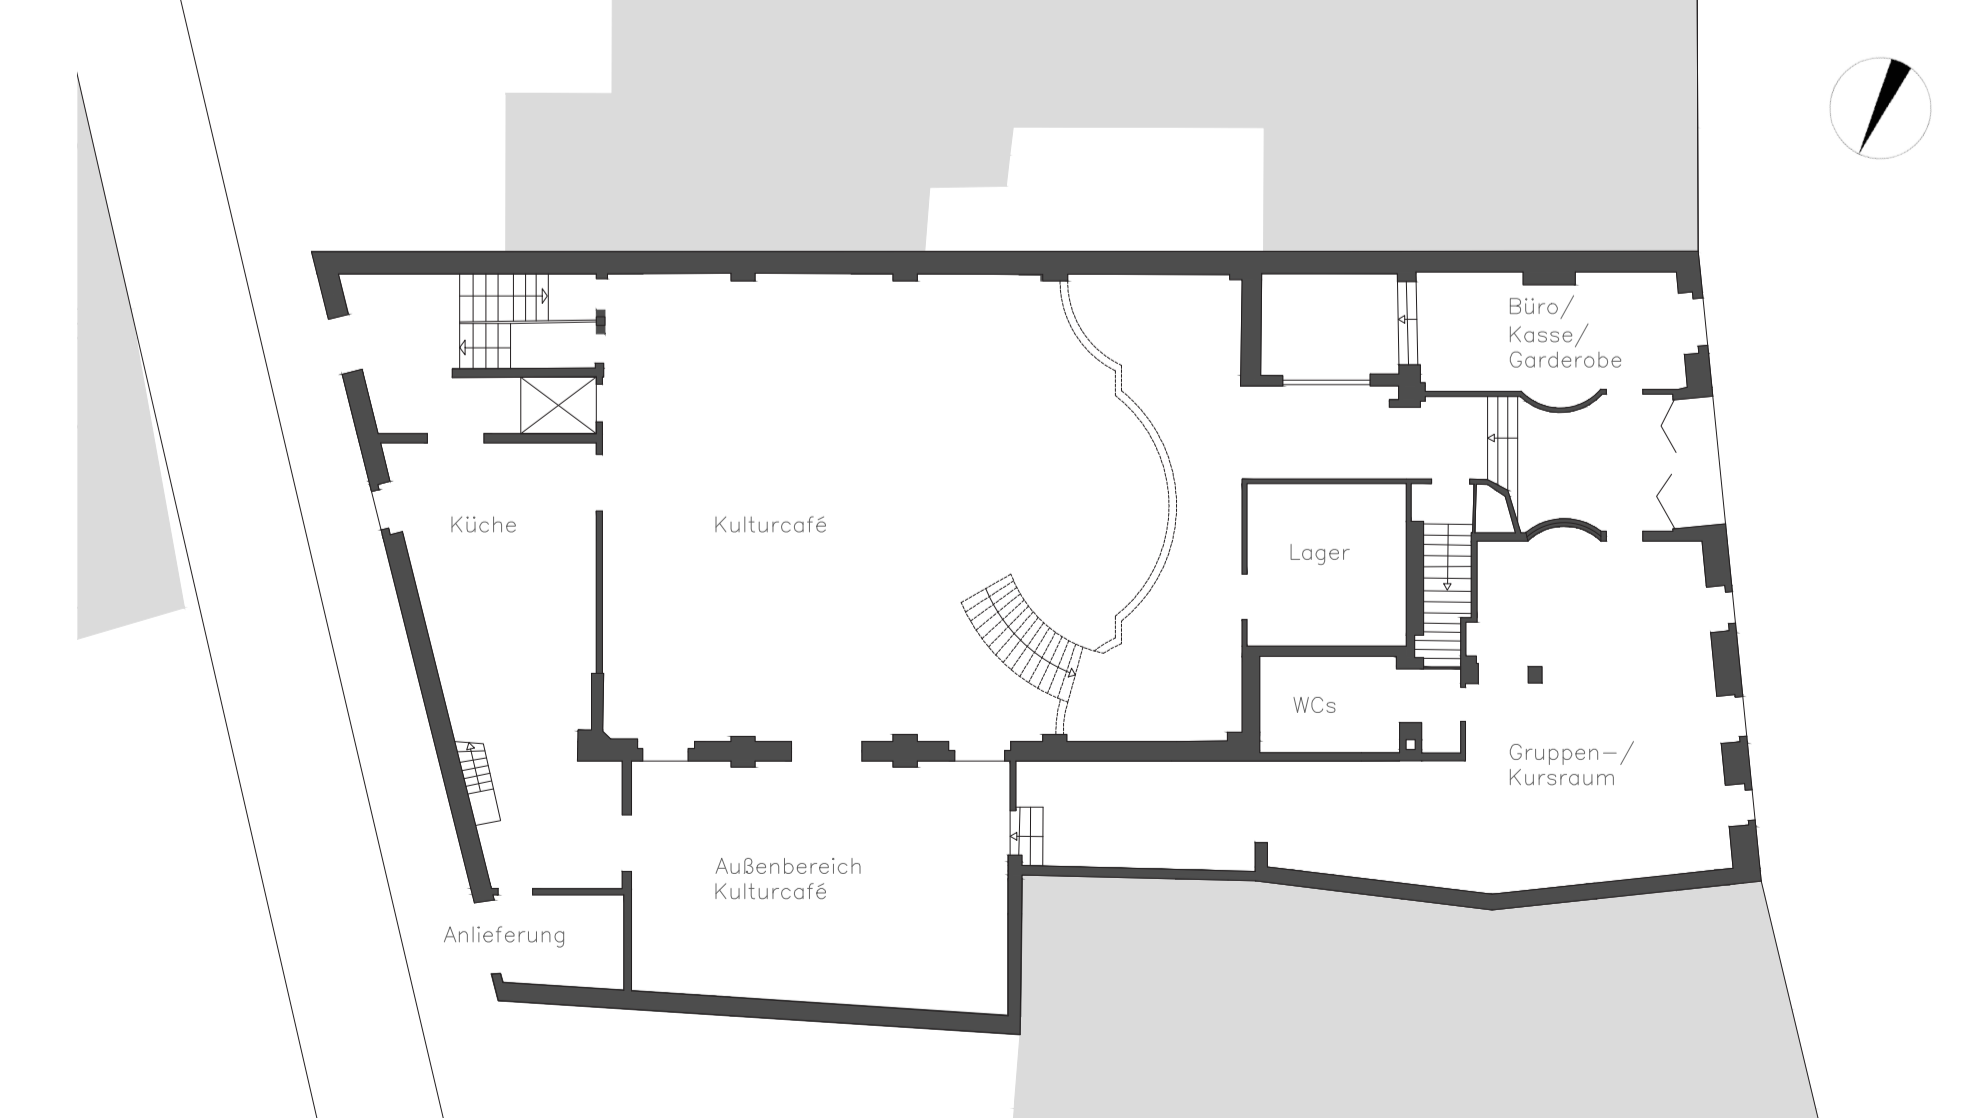 Büro/
Kasse/
Garderobe
Küche
Kulturcafé
Lager
WCs
Gruppen-/
Kursraum
Außenbereich
Kulturcafé
Anlieferung